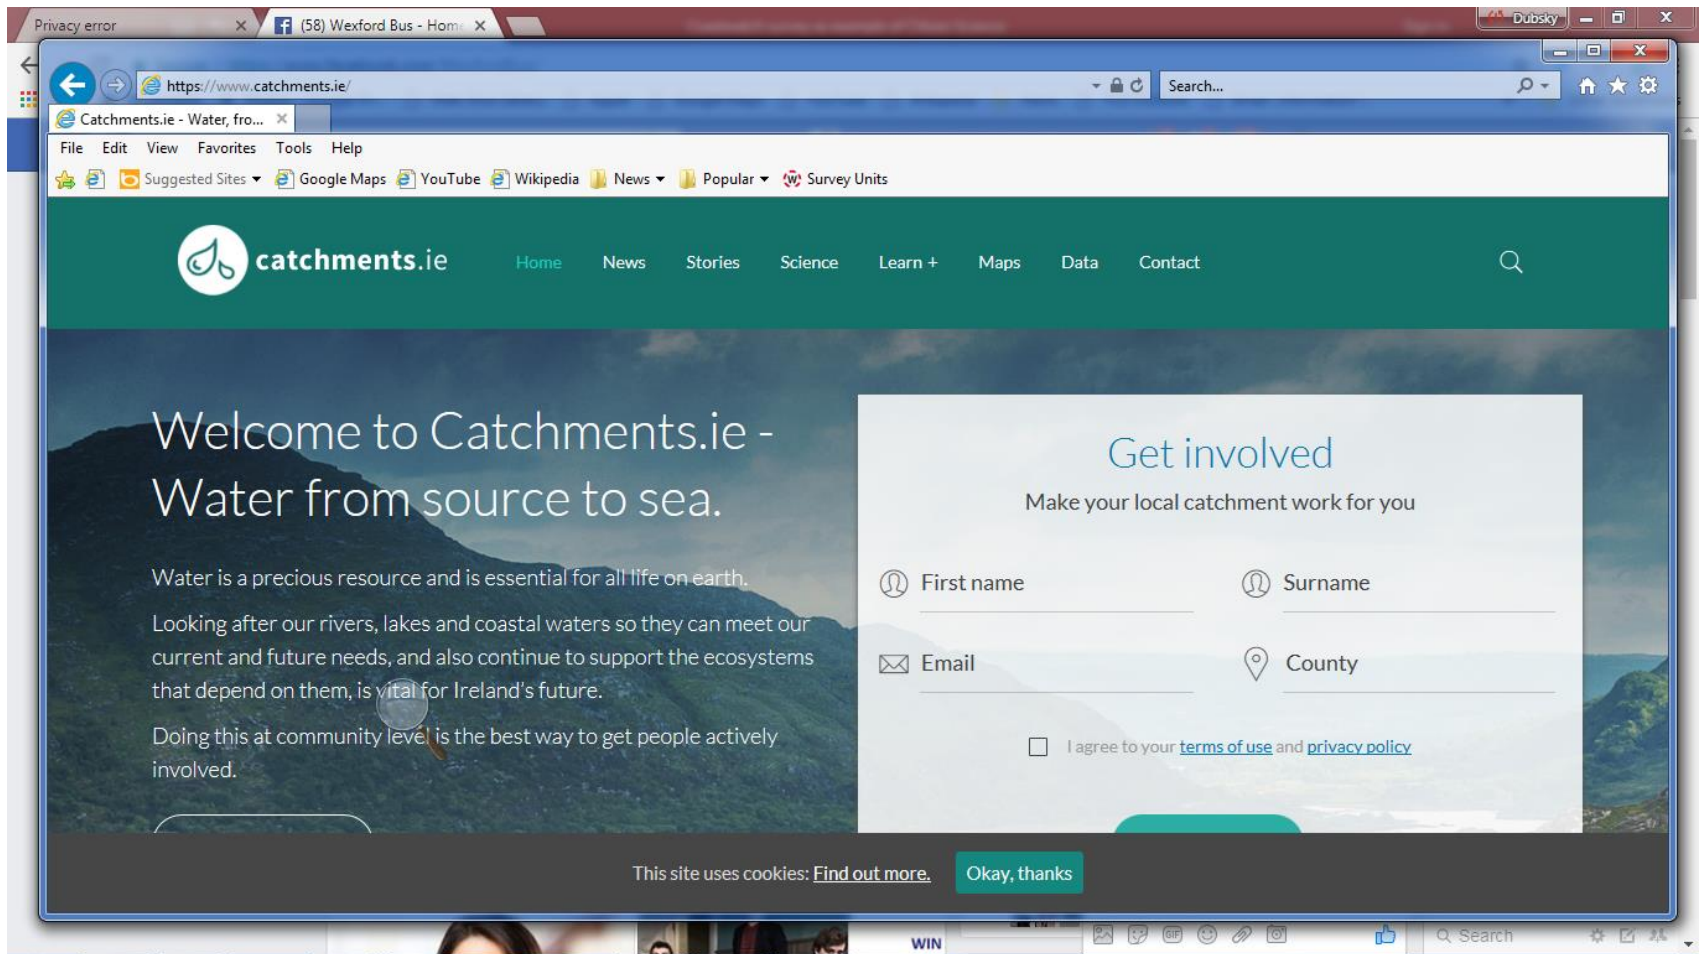 Privacy error
(58) Wexford Bus - Hom
Dubsky
https://www.catchments.ie/
Search...
Catchments.ie - Water, fro...
File Edit View Favorites Tools Help
Suggested Sites Google Maps YouTube Wikipedia News Popular Survey Units
catchments.ie Home News Stories Science Learn + Maps Data Contact
Welcome to Catchments.ie -
Water from source to sea.
Water is a precious resource and is essential for all life on earth.
Looking after our rivers, lakes and coastal waters so they can meet our
current and future needs, and also continue to support the ecosystems
that depend on them, is vital for Ireland's future.
Doing this at community level is the best way to get people actively
involved.
Get involved
Make your local catchment work for you
First name Surname
Email County
I agree to your terms of use and privacy policy
This site uses cookies: Find out more. Okay, thanks
WIN
GIF
Search